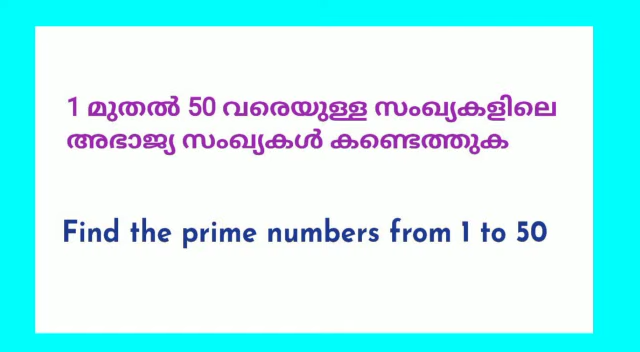 1 മുതൽ 50 വരെയുള്ള സംഖ്യകളിലെ
അഭാജ്യ സംഖ്യകൾ കണ്ടെത്തുക
Find the prime numbers from 1 to 50